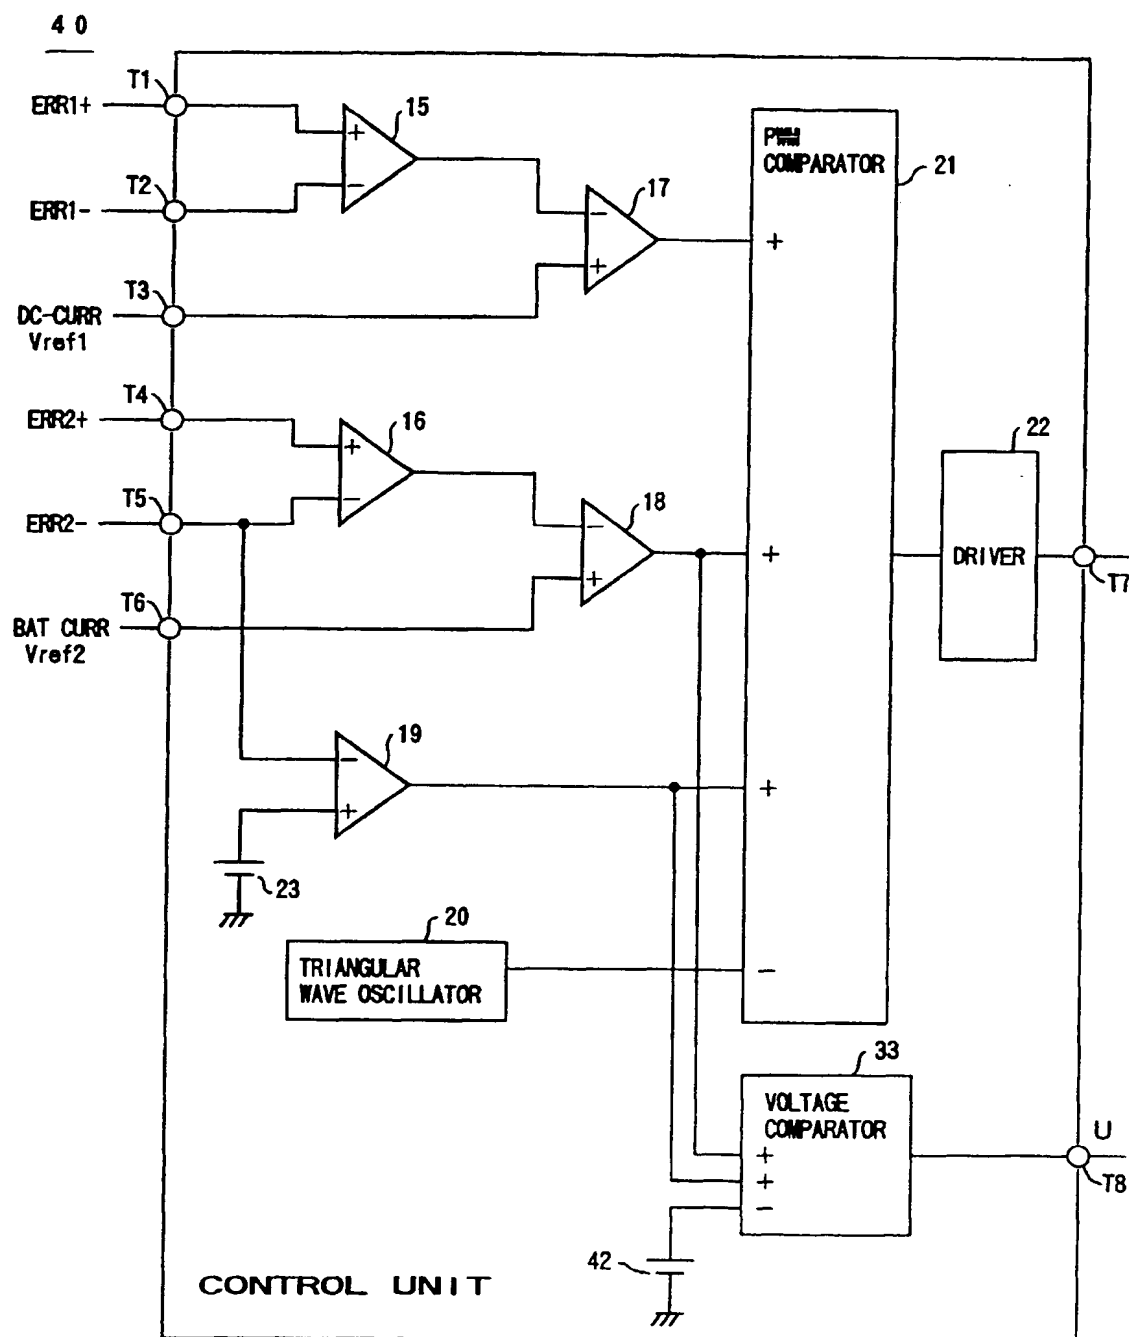 40
T1
ERR1+
15
PWM
COMPARATOR
21
T2
ERR1-
17
T3
DC-CURR
Vref1
T4
ERR2+
16
22
T5
ERR2-
18
DRIVER
T7
T6
BAT CURR
Vref2
19
23
20
TRIANGULAR
WAVE OSCILLATOR
33
VOLTAGE
COMPARATOR
U
T8
42
CONTROL UNIT
+
-
-
+
+
+
-
-
+
+
-
+
+
-
+
+
-